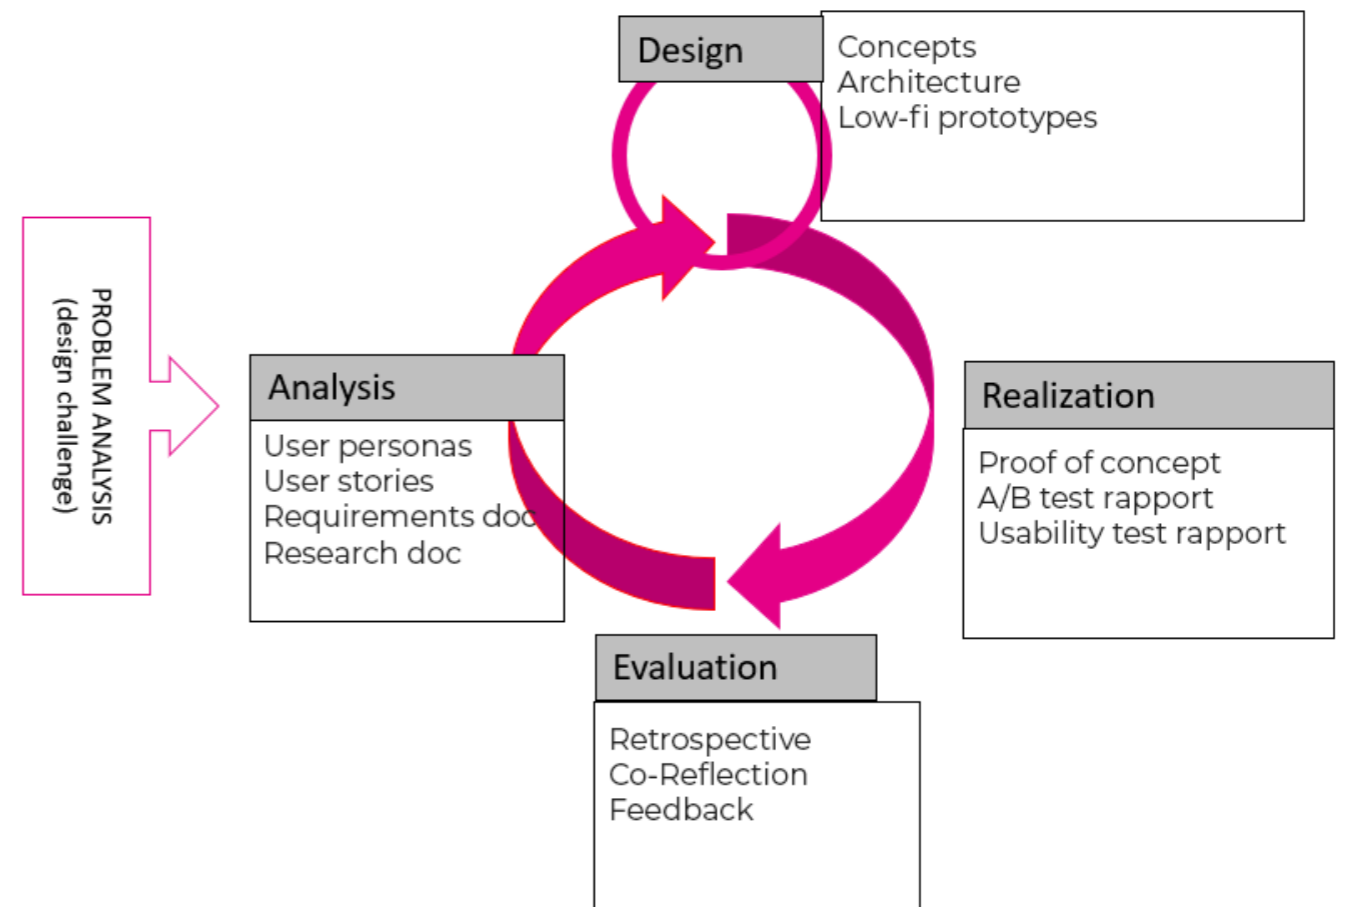 Design
Concepts
Architecture
Low-fi prototypes
PROBLEM ANALYSIS
(design challenge)
Analysis
User personas
User stories
Requirements doc
Research doc
Realization
Proof of concept
A/B test rapport
Usability test rapport
Evaluation
Retrospective
Co-Reflection
Feedback